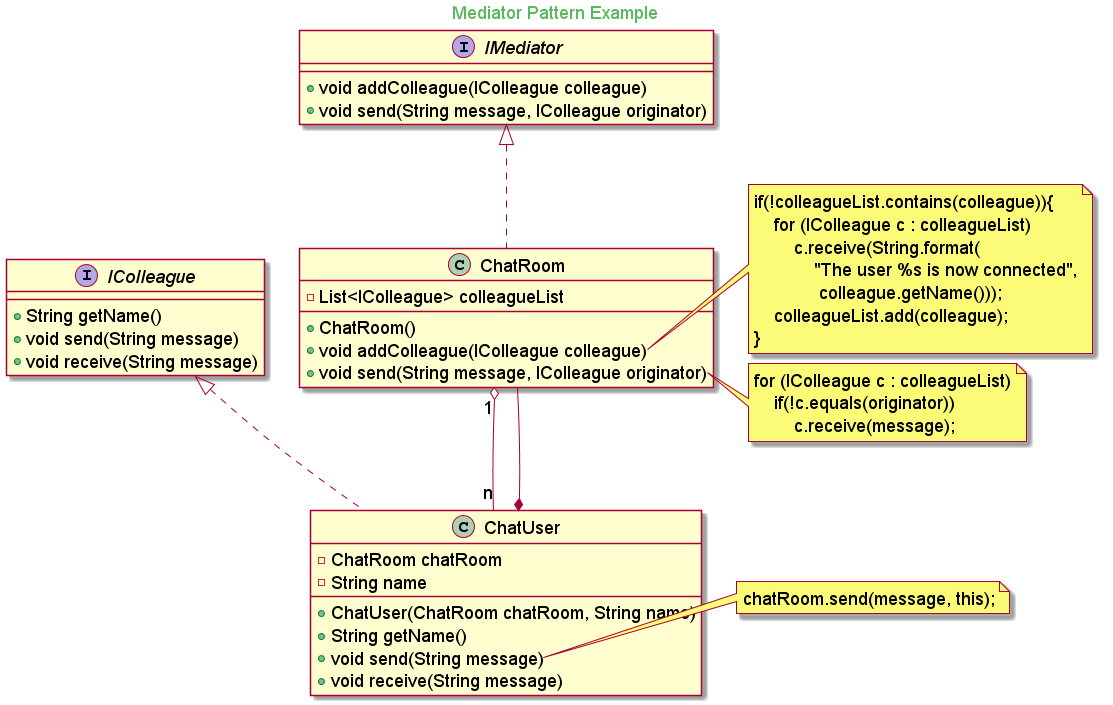 Mediator Pattern Example
I IMediator
void addColleague(IColleague colleague)
void send(String message, IColleague originator)
if(!colleagueList.contains(colleague)){
for (IColleague c : colleagueList)
c.receive(String.format(
"The user %s is now connected",
colleague.getName()));
colleagueList.add(colleague);
}
I IColleague
String getName()
void send(String message)
void receive(String message)
C ChatRoom
List<IColleague> colleagueList
ChatRoom()
void addColleague(IColleague colleague)
void send(String message, IColleague originator)
for (IColleague c : colleagueList)
if(!c.equals(originator))
c.receive(message);
1
n
C ChatUser
ChatRoom chatRoom
String name
ChatUser(ChatRoom chatRoom, String name)
String getName()
void send(String message)
void receive(String message)
chatRoom.send(message, this);